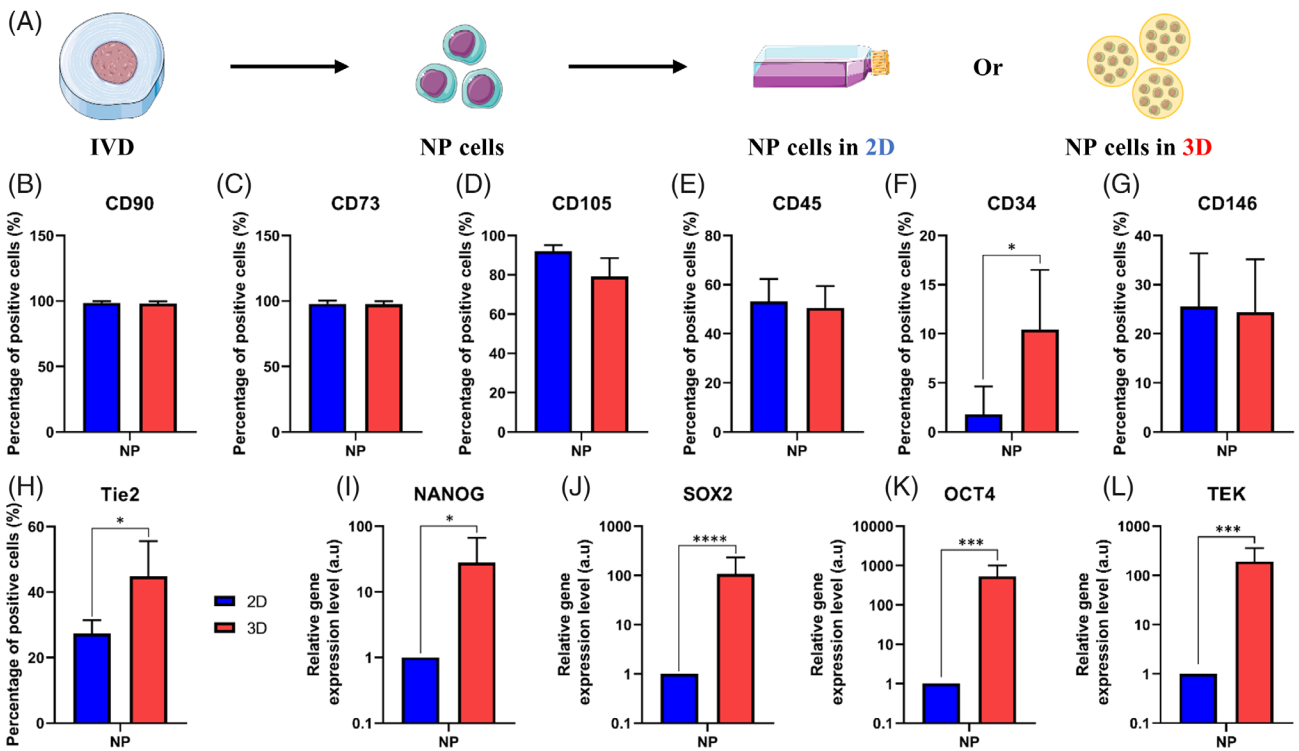 (A)
IVD
NP cells
NP cells in 2D
Or
NP cells in 3D
(B)
CD90
Percentage of positive cells (%)
150
100
50
0
NP
(C)
CD73
Percentage of positive cells (%)
150
100
50
0
NP
(D)
CD105
Percentage of positive cells (%)
100
80
60
40
20
0
NP
(E)
CD45
Percentage of positive cells (%)
80
60
40
20
0
NP
(F)
CD34
Percentage of positive cells (%)
20
15
10
5
0
*
NP
(G)
CD146
Percentage of positive cells (%)
40
30
20
10
0
NP
(H)
Tie2
Percentage of positive cells (%)
60
40
20
0
*
NP
2D
3D
(I)
NANOG
Relative gene
expression level (a.u)
100
10
1
0.1
*
NP
(J)
SOX2
Relative gene
expression level (a.u)
1000
100
10
1
0.1
****
NP
(K)
OCT4
Relative gene
expression level (a.u)
10000
1000
100
10
1
0.1
***
NP
(L)
TEK
Relative gene
expression level (a.u)
1000
100
10
1
0.1
***
NP